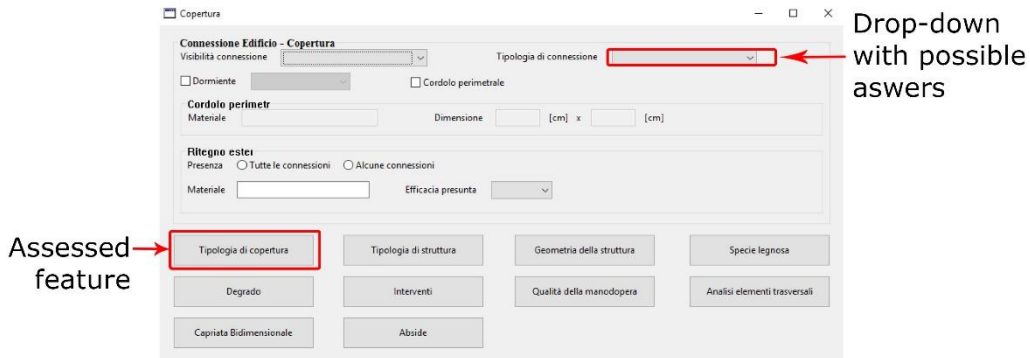 Copertura
Drop-down
with possible
aswers
Connessione Edificio - Copertura
Visibilità connessione
Tipologia di connessione
Dormiente
Cordolo perimetrale
Cordolo perimetr
Materiale
Dimensione
[cm] x
[cm]
Ritegno ester
Presenza
Tutte le connessioni
Alcune connessioni
Materiale
Efficacia presunta
Assessed
feature
Tipologia di copertura
Tipologia di struttura
Geometria della struttura
Specie legnosa
Degrado
Interventi
Qualità della manodopera
Analisi elementi trasversali
Capriata Bidimensionale
Abside